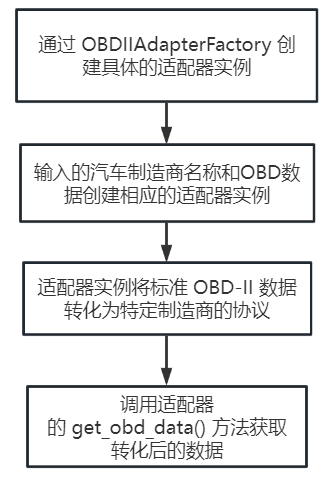 通过 OBDIIAdapterFactory 创
建具体的适配器实例
输入的汽车制造商名称和OBD数
据创建相应的适配器实例
适配器实例将标准 OBD-II 数据
转化为特定制造商的协议
调用适配器
的 get_obd_data() 方法获取
转化后的数据